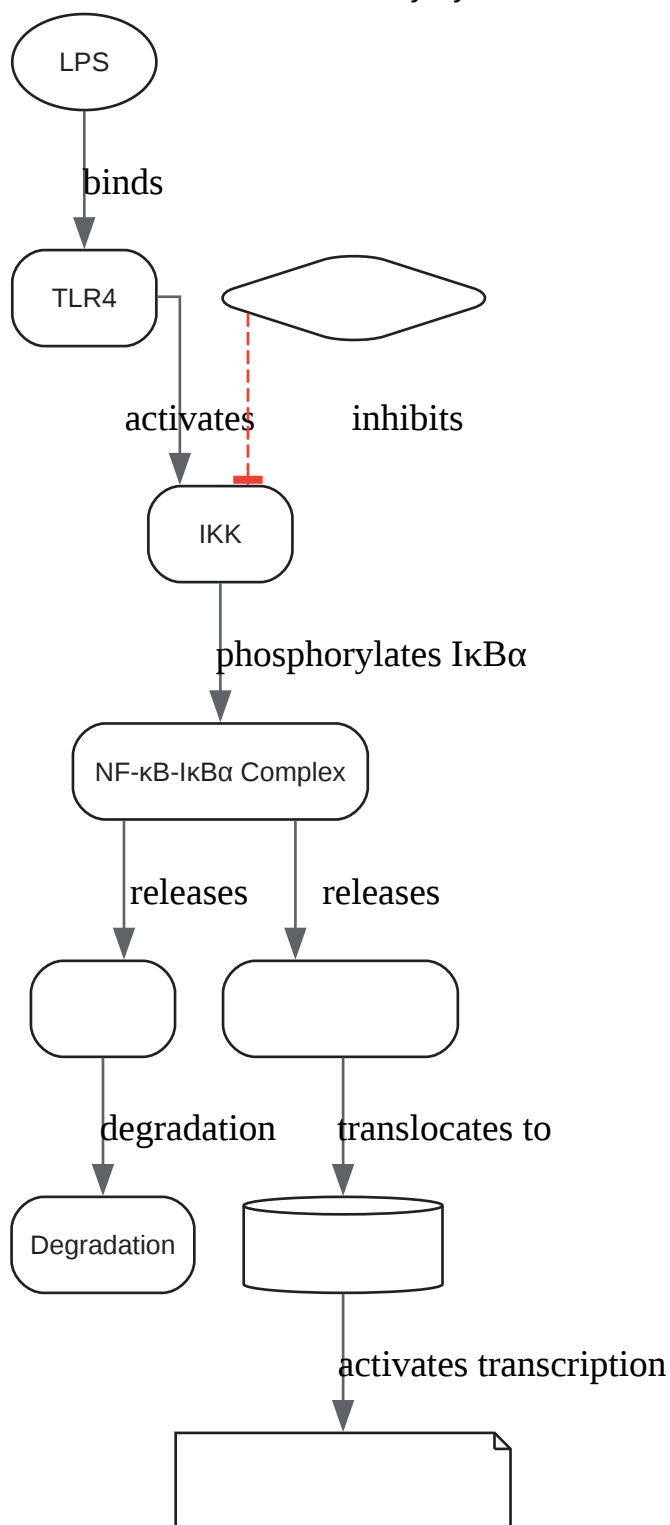 LPS
binds
TLR4
activates
inhibits
IKK
phosphorylates IκBα
NF-κB-IκBα Complex
releases
releases
degradation
translocates to
Degradation
activates transcription